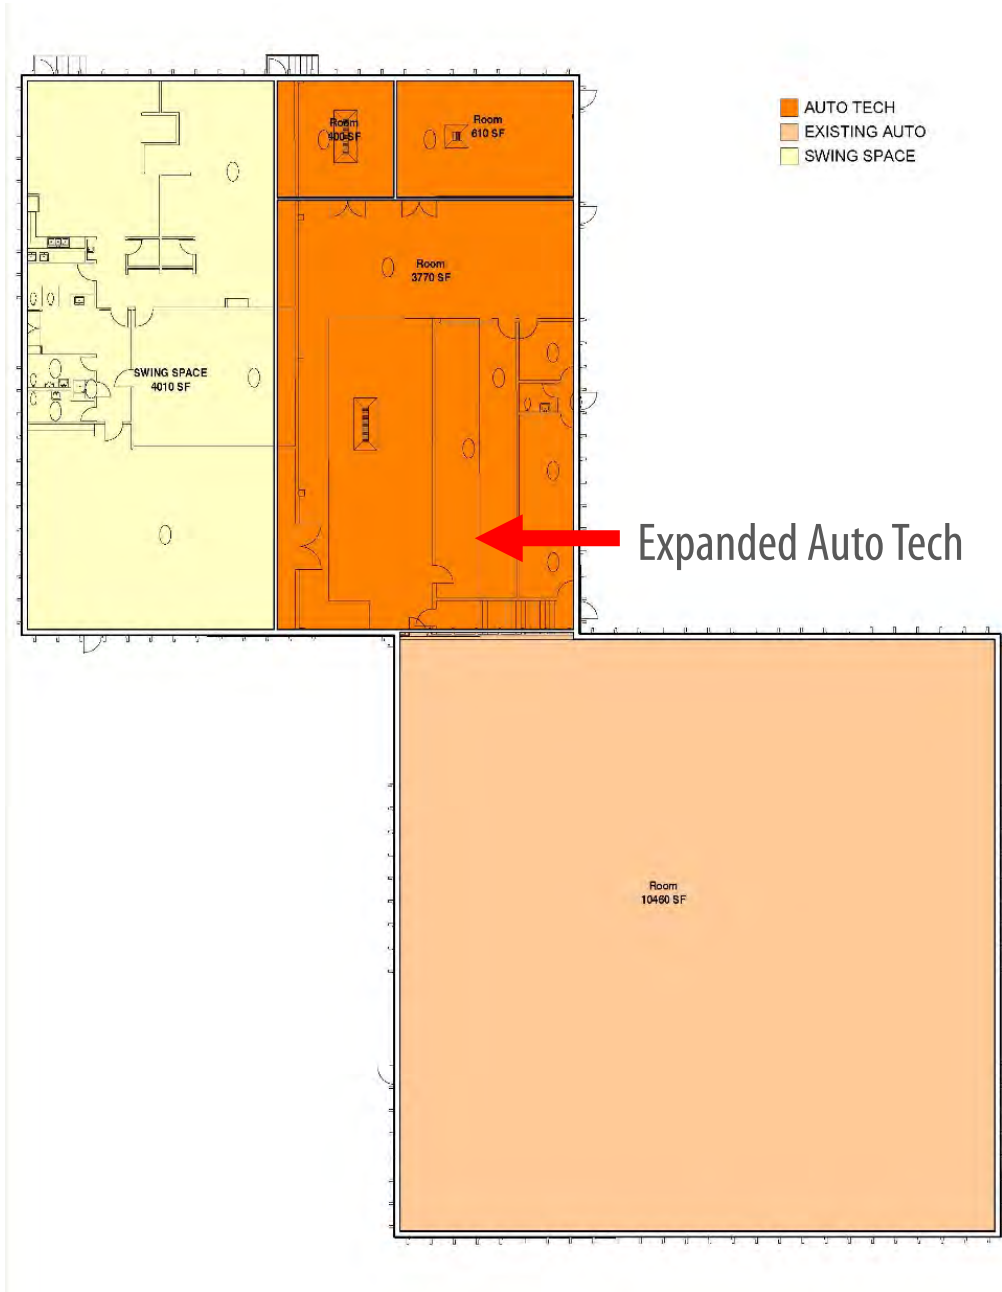 AUTO TECH
EXISTING AUTO
SWING SPACE
Room
400 SF
Room
610 SF
Room
3770 SF
SWING SPACE
4010 SF
Expanded Auto Tech
Room
10460 SF